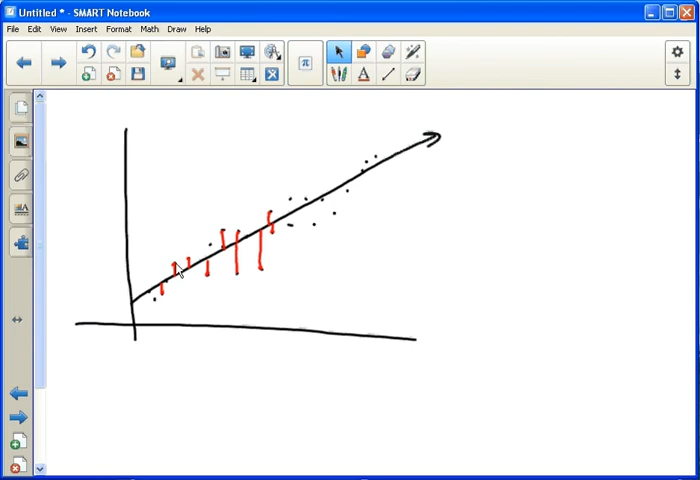 Untitled * - SMART Notebook
File Edit View Insert Format Math Draw Help
π
A